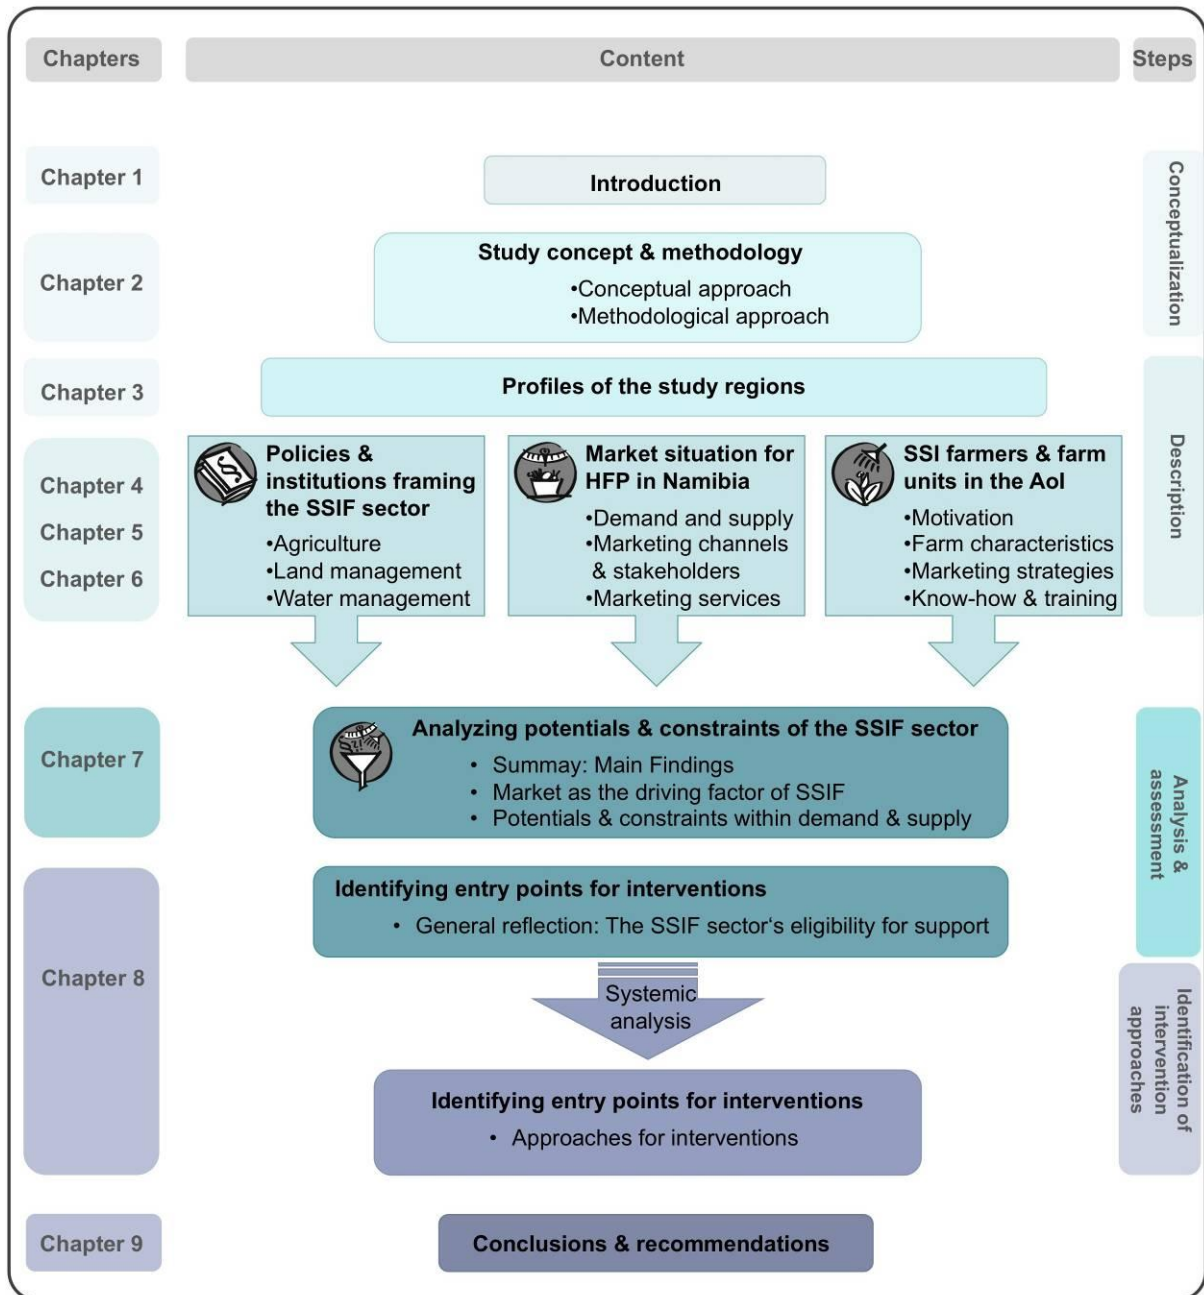 Chapters
Content
Steps
Chapter 1
Introduction
Conceptualization
Chapter 2
Study concept & methodology
•Conceptual approach
•Methodological approach
Chapter 3
Profiles of the study regions
Description
Chapter 4
Chapter 5
Chapter 6
Policies &
institutions framing
the SSIF sector
•Agriculture
•Land management
•Water management
Market situation for
HFP in Namibia
•Demand and supply
•Marketing channels
& stakeholders
•Marketing services
SSI farmers & farm
units in the AoI
•Motivation
•Farm characteristics
•Marketing strategies
•Know-how & training
Chapter 7
Analyzing potentials & constraints of the SSIF sector
• Summay: Main Findings
• Market as the driving factor of SSIF
• Potentials & constraints within demand & supply
Analysis &
assessment
Chapter 8
Identifying entry points for interventions
• General reflection: The SSIF sector‘s eligibility for support
Systemic
analysis
Identification of
intervention
approaches
Identifying entry points for interventions
• Approaches for interventions
Chapter 9
Conclusions & recommendations